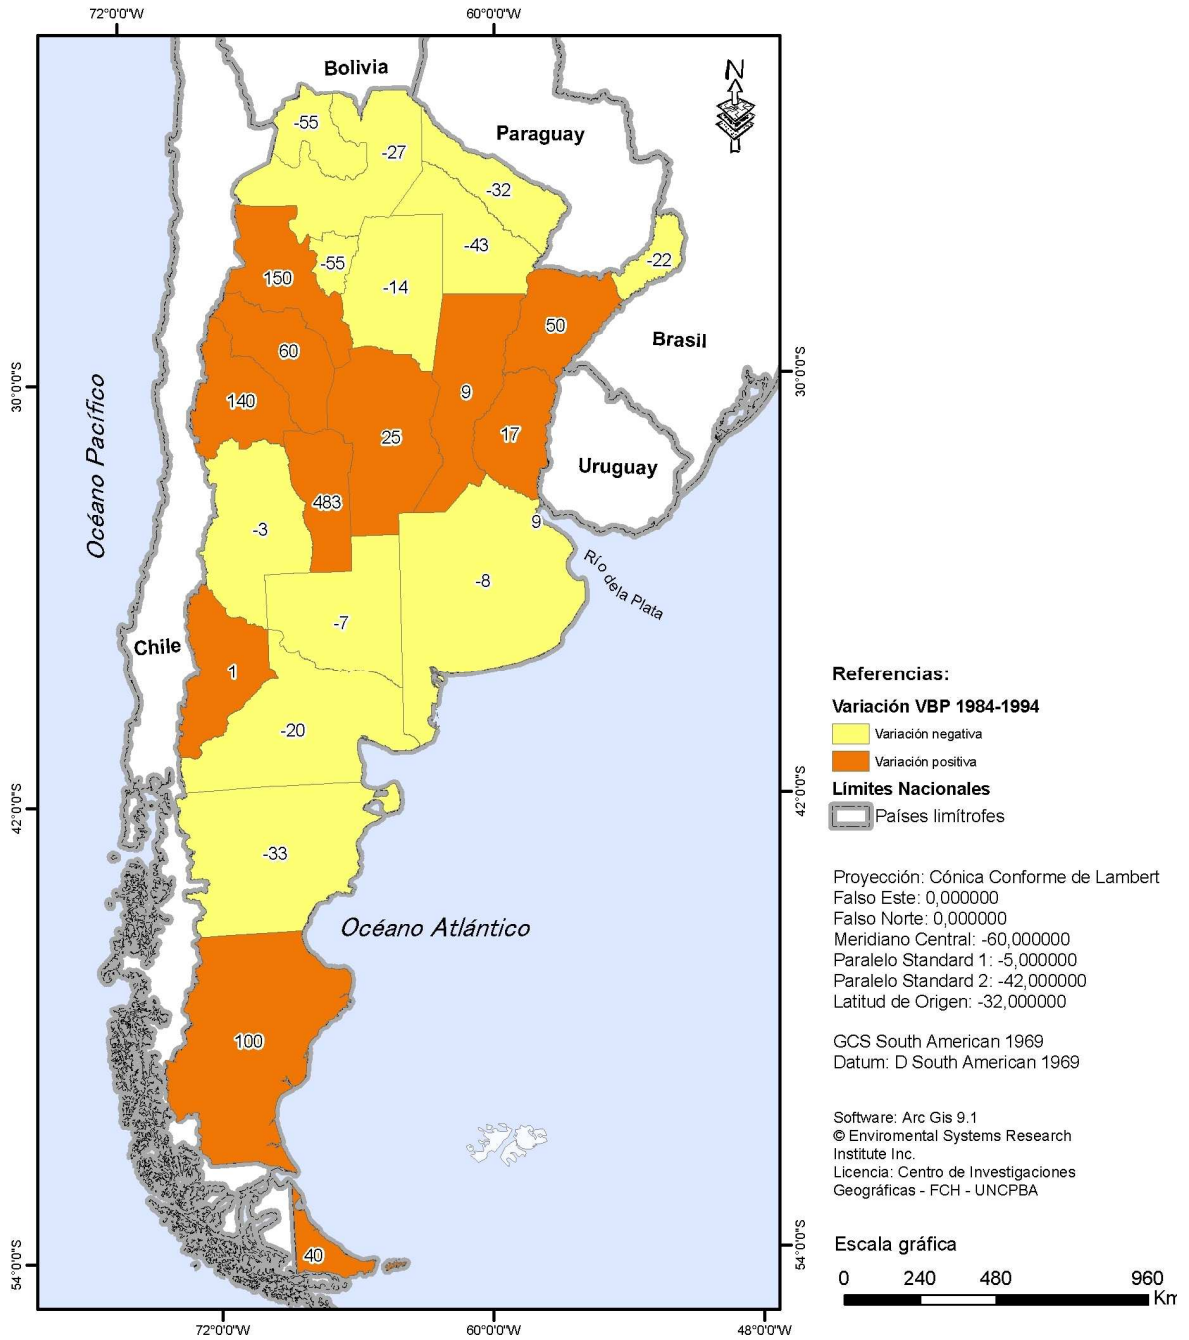 72°0'0"W
60°0'0"W
N
Bolivia
Paraguay
-55
-27
-32
-43
-22
150
-55
-14
50
Brasil
60
30°0'0"S
30°0'0"S
140
9
25
17
Océano Pacífico
Uruguay
483
-3
9
Río de la Plata
-8
-7
Chile
1
-20
42°0'0"S
42°0'0"S
-33
Océano Atlántico
100
40
54°0'0"S
54°0'0"S
72°0'0"W
60°0'0"W
48°0'0"W
Referencias:
Variación VBP 1984-1994
Variación negativa
Variación positiva
Límites Nacionales
Países limítrofes
Proyección: Cónica Conforme de Lambert
Falso Este: 0,000000
Falso Norte: 0,000000
Meridiano Central: -60,000000
Paralelo Standard 1: -5,000000
Paralelo Standard 2: -42,000000
Latitud de Origen: -32,000000
GCS South American 1969
Datum: D South American 1969
Software: Arc Gis 9.1
© Enviromental Systems Research
Institute Inc.
Licencia: Centro de Investigaciones
Geográficas - FCH - UNCPBA
Escala gráfica
0 240 480 960
Km